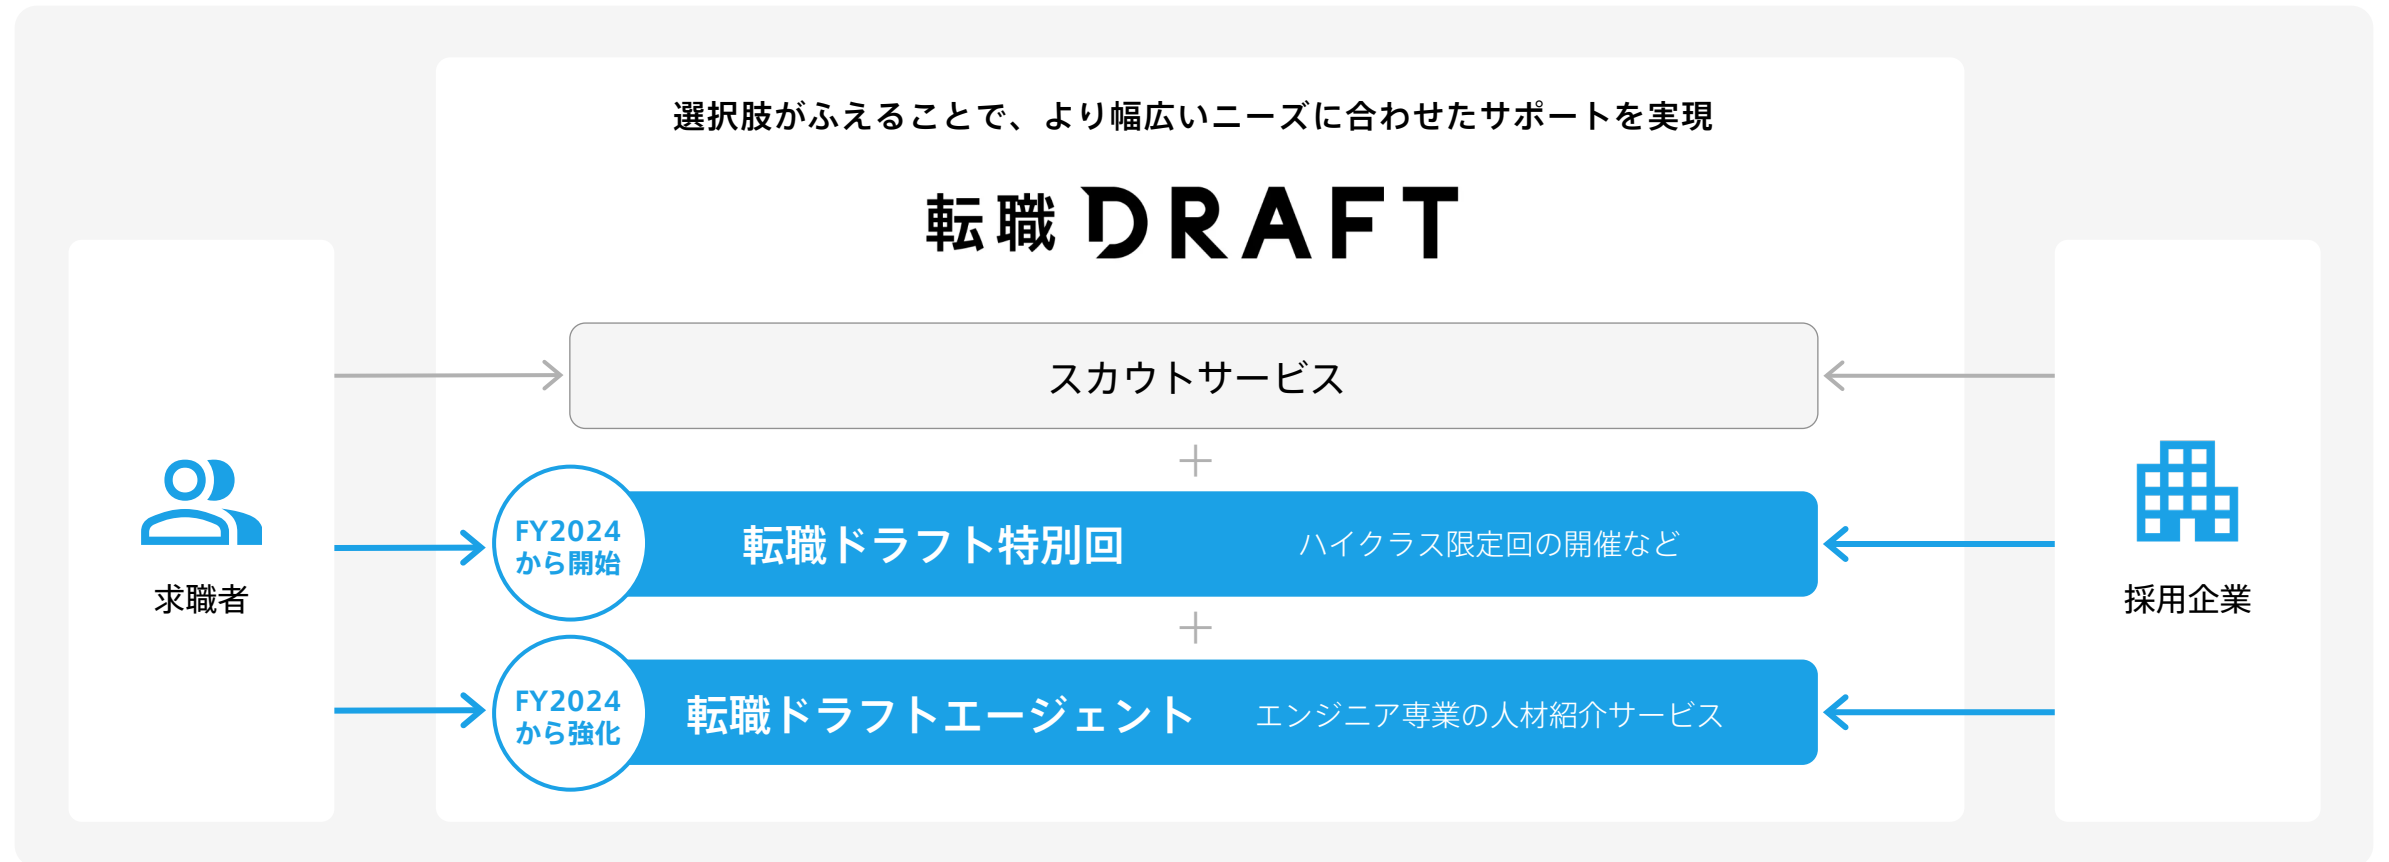 選択肢がふえることで、より幅広いニーズに合わせたサポートを実現
転職 DRAFT
スカウトサービス
FY2024
から開始
転職ドラフト特別回
ハイクラス限定回の開催など
求職者
採用企業
FY2024
から強化
転職ドラフトエージェント
エンジニア専業の人材紹介サービス